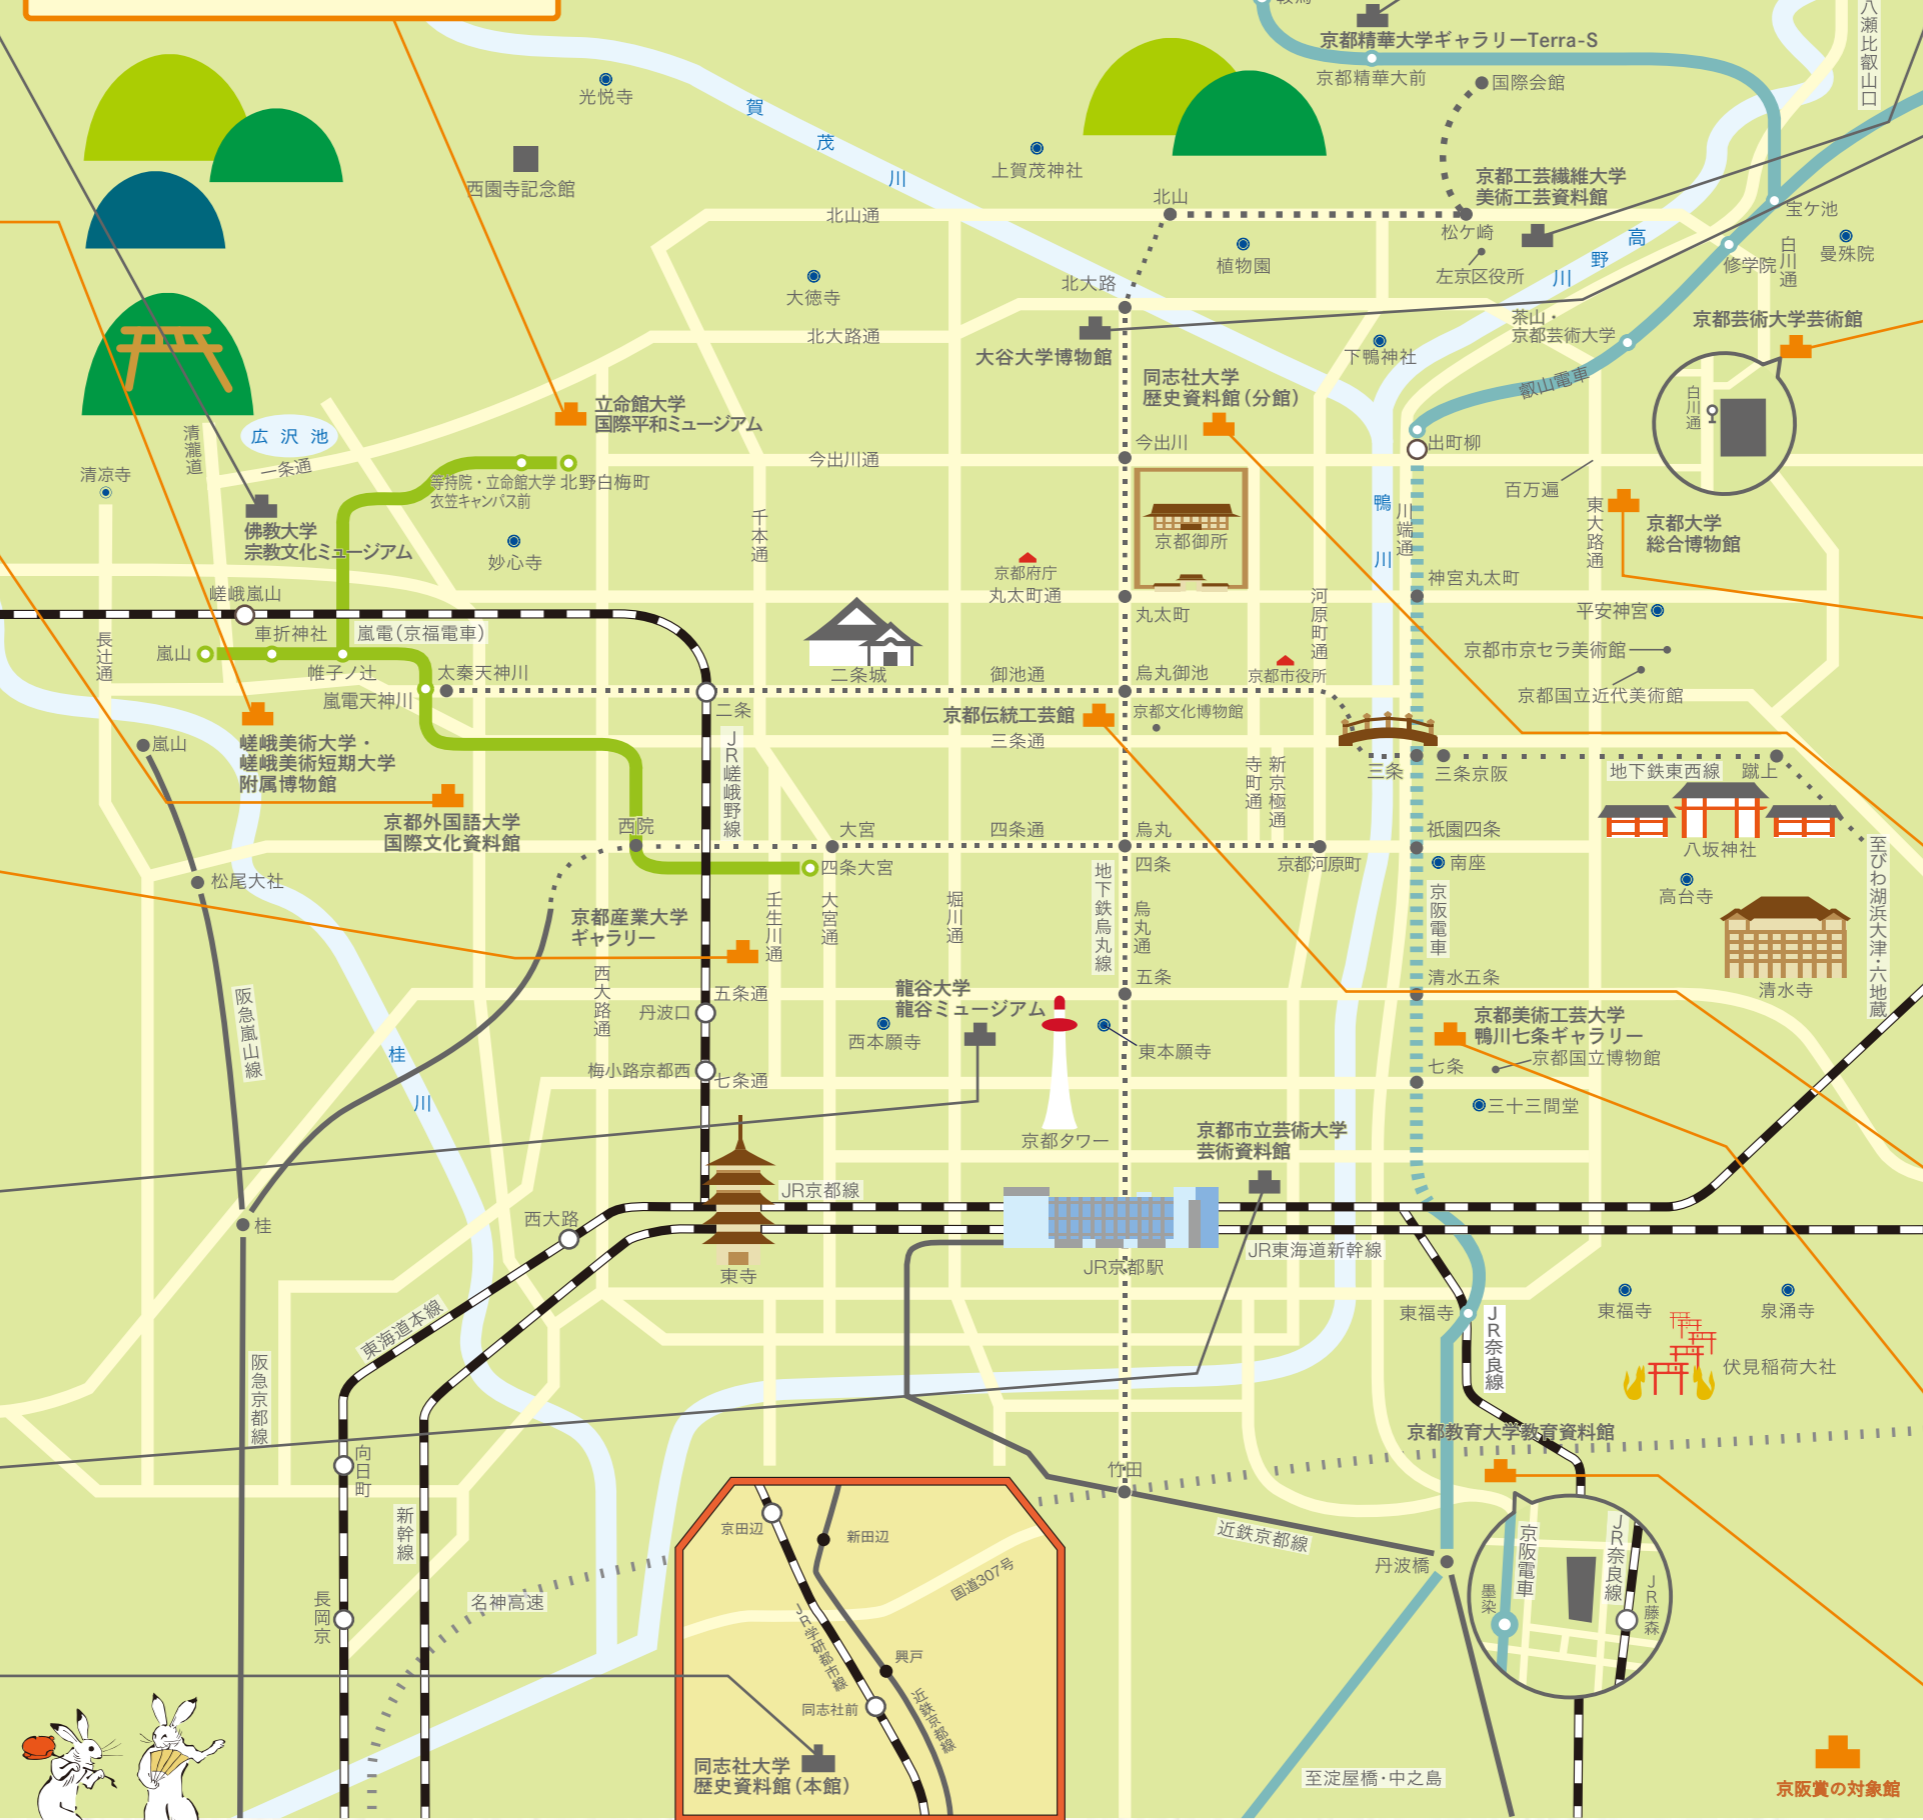 京都精華大学ギャラリーTerra-S
京都精華大前
国際会館
八瀬比叡山口
光悦寺
賀茂川
上賀茂神社
西園寺記念館
北山
北山通
京都工芸繊維大学
美術工芸資料館
松ケ崎
左京区役所
高野川
宝ケ池
白川通
修学院
曼殊院
植物園
大徳寺
北大路
北大路通
大谷大学博物館
下鴨神社
茶山・
京都芸術大学
京都芸術大学芸術館
叡山電車
白川通
同志社大学
歴史資料館(分館)
立命館大学
国際平和ミュージアム
広沢池
清滝道
一条通
清凉寺
等持院・立命館大学
衣笠キャンパス前
北野白梅町
今出川通
今出川
出町柳
百万遍
東大路通
京都大学
総合博物館
佛教大学
宗教文化ミュージアム
妙心寺
千本通
京都御所
京都府庁
丸太町通
丸太町
鴨川
川端通
神宮丸太町
河原町通
平安神宮
京都市京セラ美術館
京都国立近代美術館
嵯峨嵐山
長辻通
嵐山
車折神社
嵐電(京福電車)
帷子ノ辻
太秦天神川
嵐電天神川
二条城
御池通
烏丸御池
京都市役所
二条
京都伝統工芸館
京都文化博物館
三条通
嵐山
嵯峨美術大学・
嵯峨美術短期大学
附属博物館
京都外国語大学
国際文化資料館
JR嵯峨野線
寺町通
新京極通
三条
三条京阪
地下鉄東西線
蹴上
八坂神社
西院
大宮
四条通
烏丸
四条
京都河原町
祇園四条
南座
四条大宮
松尾大社
高台寺
至びわ湖浜大津・六地蔵
京都産業大学
ギャラリー
壬生川通
大宮通
堀川通
地下鉄烏丸線
烏丸通
京阪電車
西大路通
五条通
丹波口
五条
清水五条
清水寺
龍谷大学
龍谷ミュージアム
西本願寺
東本願寺
京都美術工芸大学
鴨川七条ギャラリー
京都国立博物館
七条
三十三間堂
阪急嵐山線
桂川
梅小路京都西
七条通
京都タワー
京都市立芸術大学
芸術資料館
桂
西大路
JR京都線
東寺
JR京都駅
JR東海道新幹線
東福寺
JR奈良線
東福寺
泉涌寺
伏見稲荷大社
東海道本線
阪急京都線
向日町
新幹線
長岡京
名神高速
竹田
近鉄京都線
京都教育大学教育資料館
丹波橋
京阪電車
墨染
JR奈良線
JR藤森
京田辺
新田辺
国道307号
JR学研都市線
興戸
同志社前
近鉄京都線
同志社大学
歴史資料館(本館)
至淀屋橋・中之島
京阪賞の対象館